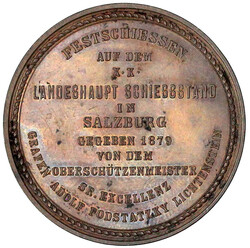 FESTSCHIESSEN
AUF DEM
K·K·
LANDESHAUPT SCHIESSSTAND
IN
SALZBURG
GEGEBEN 1879
VON DEM
OBERSCHÜTZENMEISTER
SR. EXCELLENZ
GRAFEN ADOLF PODSTATZKY LICHTENSTEIN